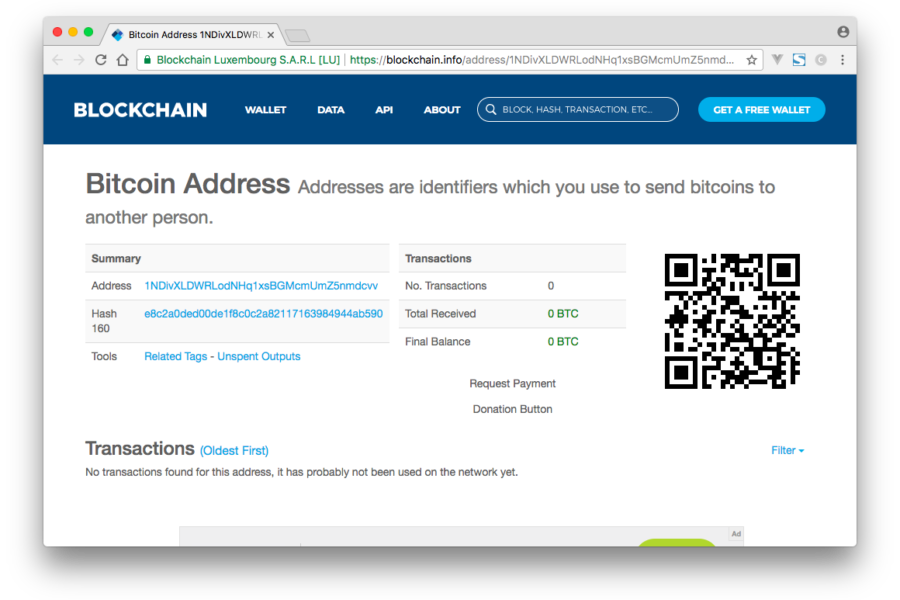 Bitcoin Address 1NDivXLDWRL
Blockchain Luxembourg S.A.R.L [LU] | https://blockchain.info/address/1NDivXLDWRLodNHq1xsBGMcmUmZ5nmd...
BLOCKCHAIN WALLET DATA API ABOUT BLOCK, HASH, TRANSACTION, ETC... GET A FREE WALLET
Bitcoin Address Addresses are identifiers which you use to send bitcoins to
another person.
Summary
Address 1NDivXLDWRLodNHq1xsBGMcmUmZ5nmdcvv
Hash e8c2a0ded00de1f8c0c2a82117163984944ab590
160
Tools Related Tags - Unspent Outputs
Transactions
No. Transactions 0
Total Received 0 BTC
Final Balance 0 BTC
Request Payment
Donation Button
Transactions (Oldest First) Filter
No transactions found for this address, it has probably not been used on the network yet.
Ad